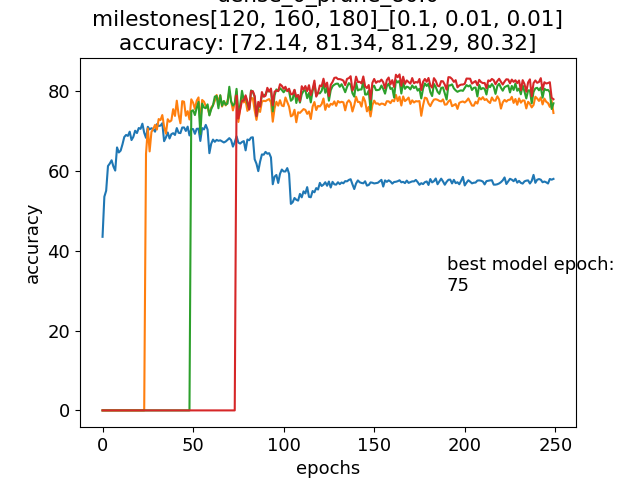 milestones[120, 160, 180]_[0.1, 0.01, 0.01]
accuracy: [72.14, 81.34, 81.29, 80.32]
80
60
40
20
0
accuracy
best model epoch:
75
0
50
100
150
200
250
epochs